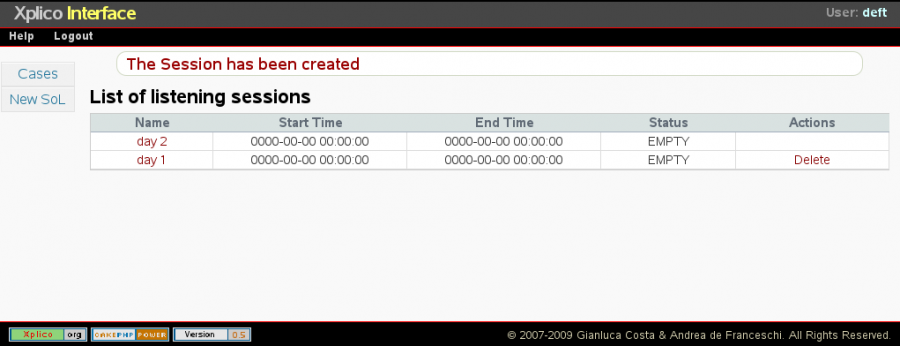 Xplico Interface User: deft
Help Logout
The Session has been created
Cases
New SoL
List of listening sessions
Name Start Time End Time Status Actions
day 2 0000-00-00 00:00:00 0000-00-00 00:00:00 EMPTY
day 1 0000-00-00 00:00:00 0000-00-00 00:00:00 EMPTY Delete
Xplico org CAKEPHP POWER Version 0.5 © 2007-2009 Gianluca Costa & Andrea de Franceschi. All Rights Reserved.